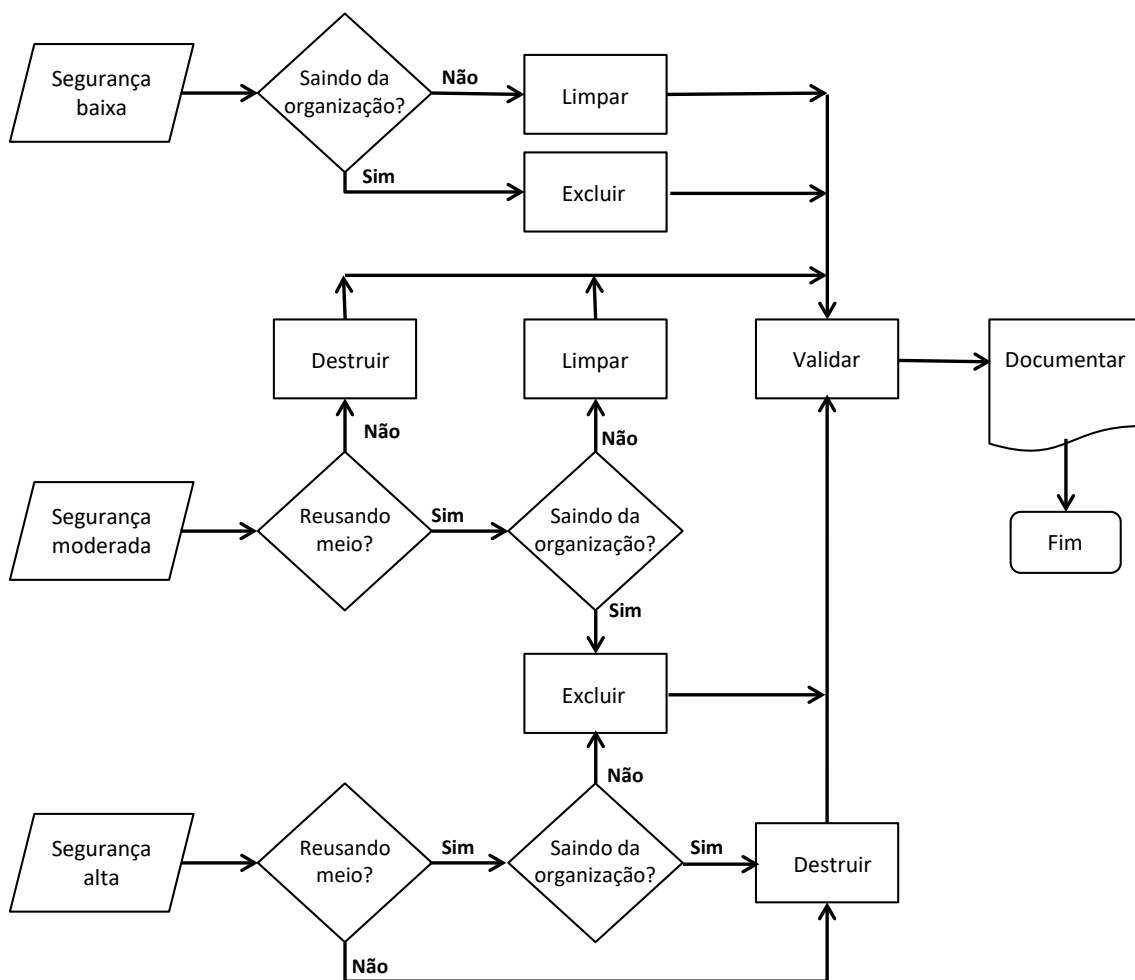 Segurança
baixa
Saindo da
organização?
Não
Limpar
Sim
Excluir
Destruir
Limpar
Validar
Documentar
Não
Não
Segurança
moderada
Reusando
meio?
Sim
Saindo da
organização?
Fim
Sim
Excluir
Não
Segurança
alta
Reusando
meio?
Sim
Saindo da
organização?
Sim
Destruir
Não